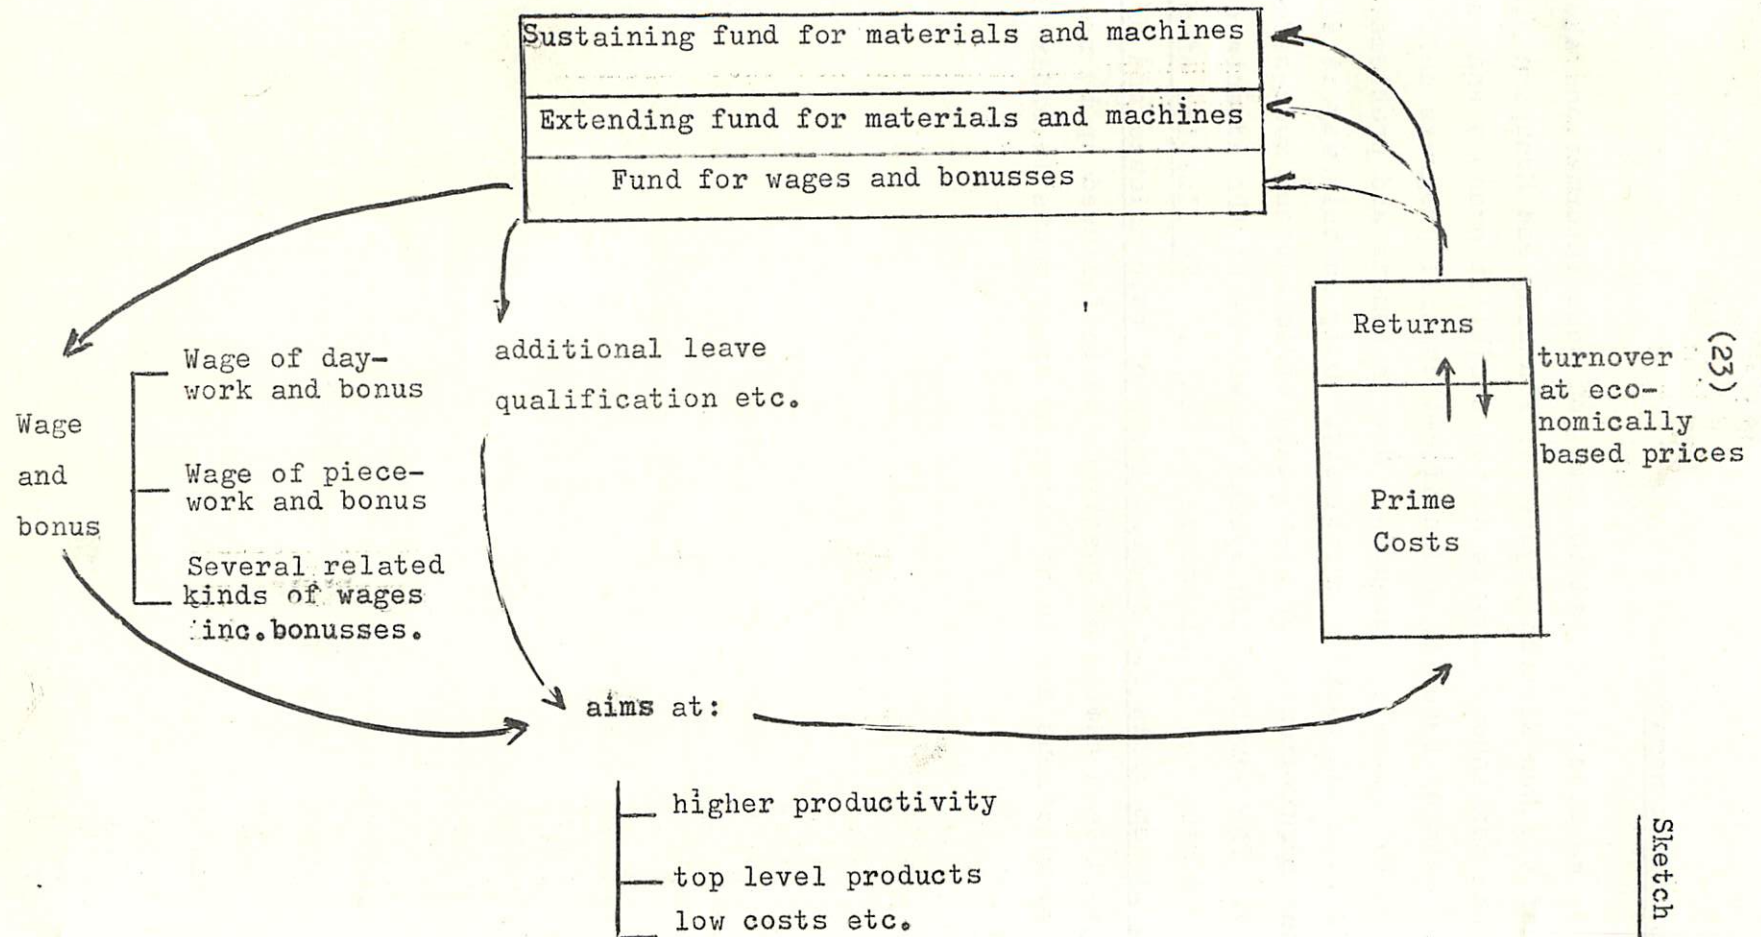 Sustaining fund for materials and machines
Extending fund for materials and machines
Fund for wages and bonusses
Wage
and
bonus
Wage of day-
work and bonus
Wage of piece-
work and bonus
Several related
kinds of wages
inc.bonusses.
additional leave
qualification etc.
Returns
Prime
Costs
turnover
at eco-
nomically
based prices
(23)
aims at:
higher productivity
top level products
low costs etc.
Sketch